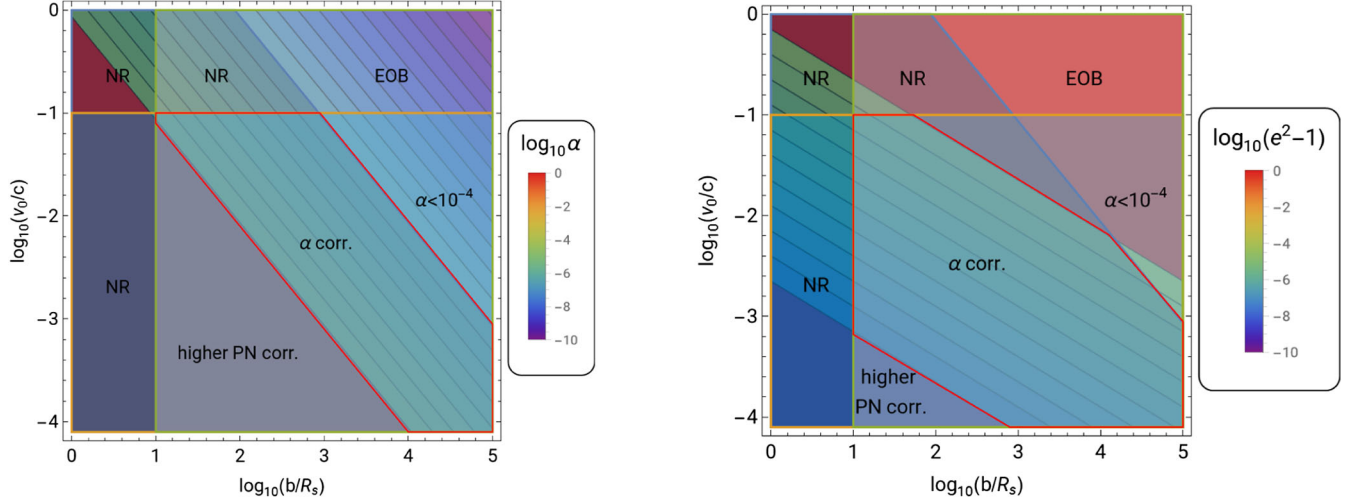 0
NR
NR
EOB
-1
α<10⁻⁴
-2
α corr.
NR
-3
higher PN corr.
-4
0 1 2 3 4 5
log₁₀(v₀/c)
log₁₀(b/Rₛ)
log₁₀α
0
-2
-4
-6
-8
-10
0
NR
NR
EOB
-1
α<10⁻⁴
-2
α corr.
NR
-3
higher
PN corr.
-4
0 1 2 3 4 5
log₁₀(v₀/c)
log₁₀(b/Rₛ)
log₁₀(e²−1)
0
-2
-4
-6
-8
-10